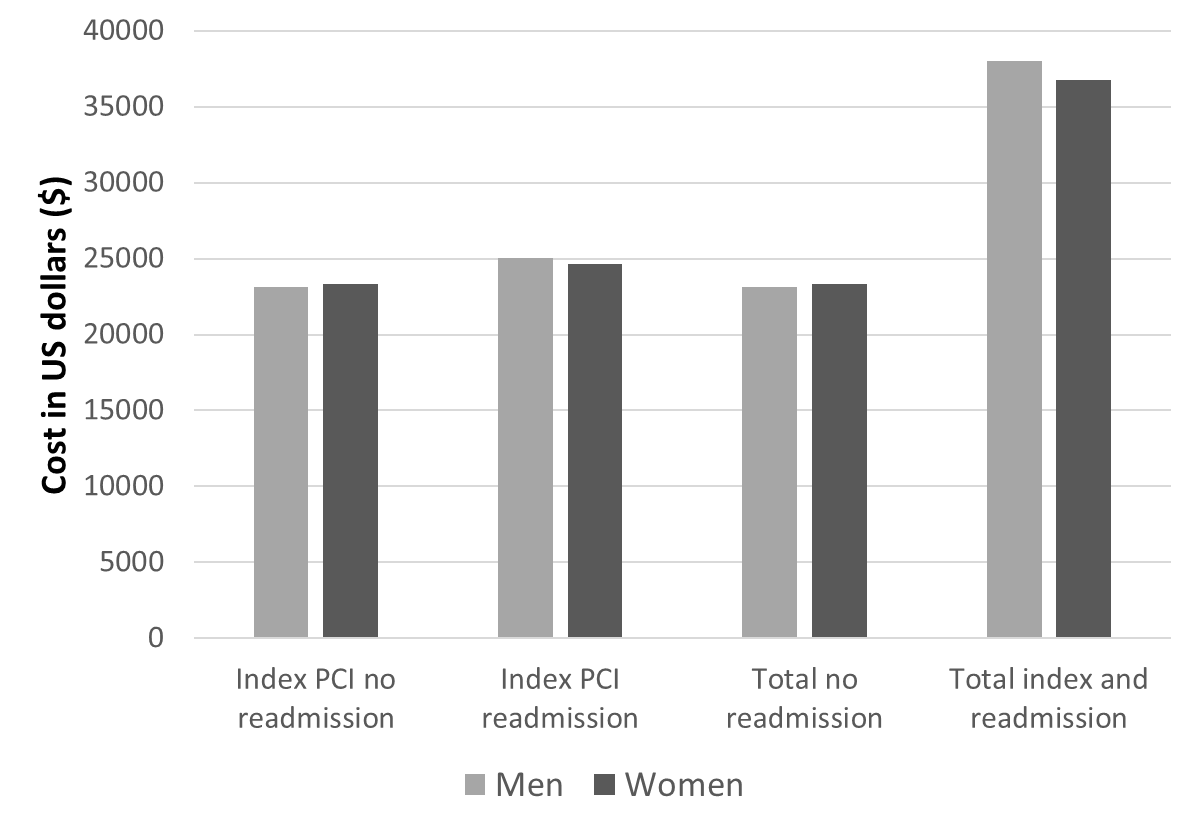 Cost in US dollars ($)
40000
35000
30000
25000
20000
15000
10000
5000
0
Index PCI no
readmission
Index PCI
readmission
Total no
readmission
Total index and
readmission
Men
Women